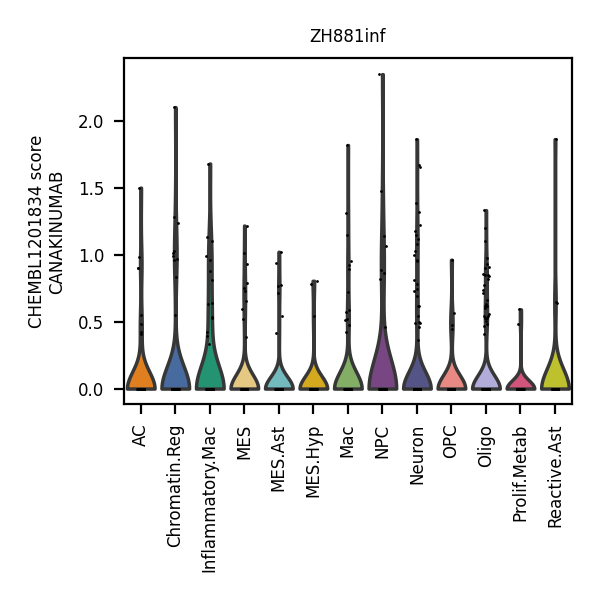 ZH881inf
CHEMBL1201834 score
CANAKINUMAB
2.0
1.5
1.0
0.5
0.0
AC
Chromatin.Reg
Inflammatory.Mac
MES
MES.Ast
MES.Hyp
Mac
NPC
Neuron
OPC
Oligo
Prolif.Metab
Reactive.Ast